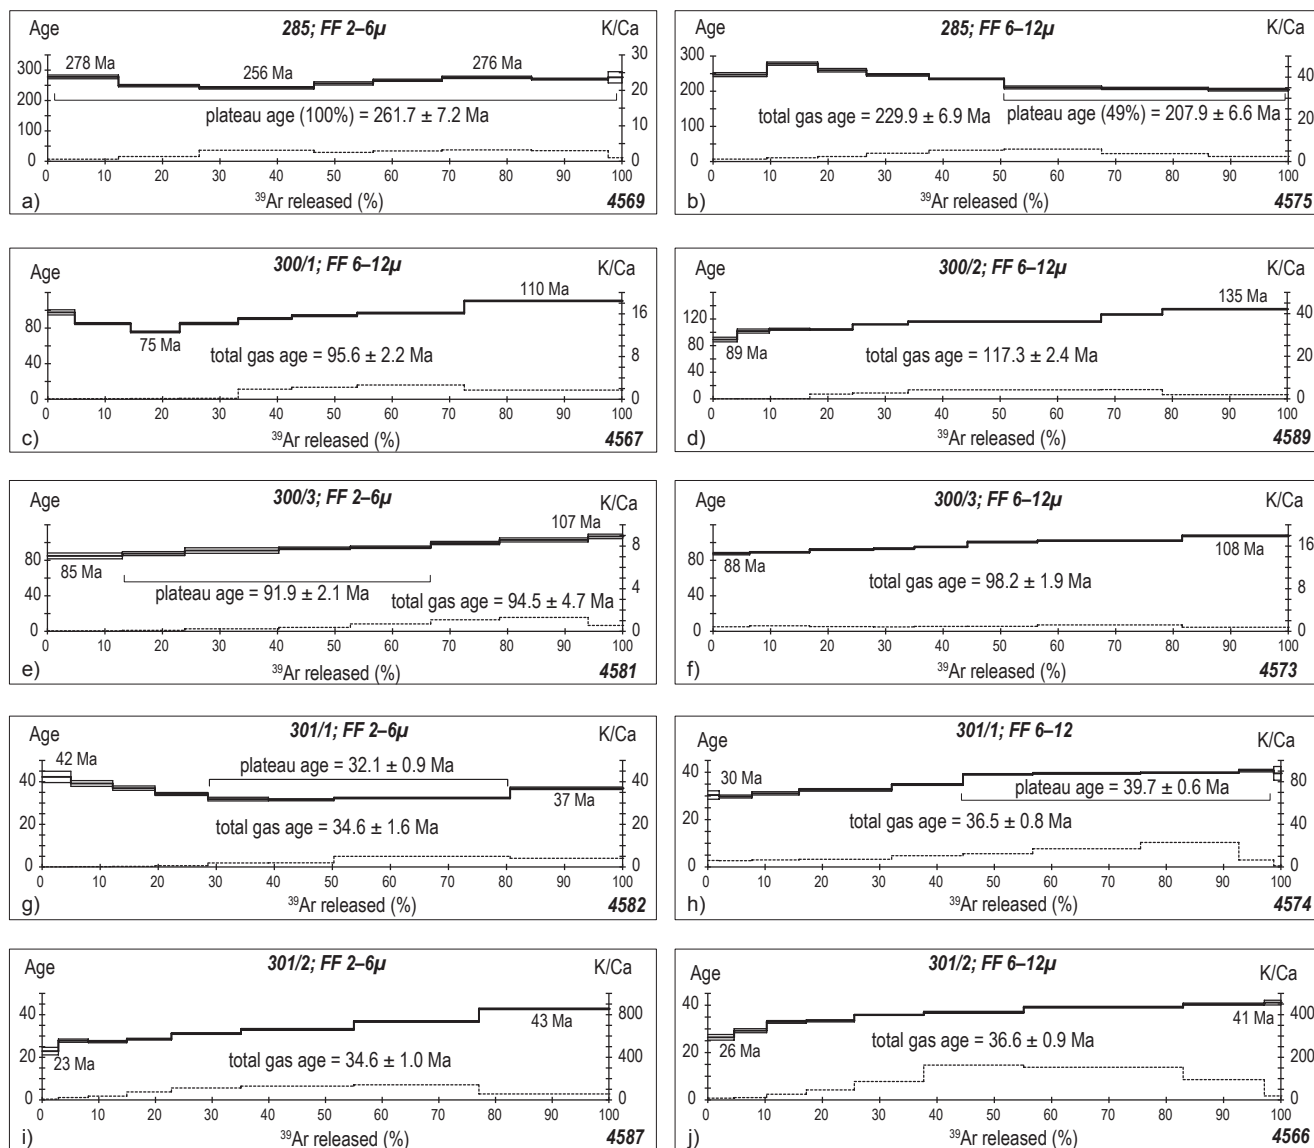 Age 285; FF 2–6µ K/Ca
300 250 200 150 100 50 0
30 20 10 0
278 Ma 256 Ma 276 Ma
plateau age (100%) = 261.7 ± 7.2 Ma
0 10 20 30 40 50 60 70 80 90 100
a) ³⁹Ar released (%) 4569
Age 285; FF 6–12µ K/Ca
300 250 200 150 100 50 0
40 20 0
total gas age = 229.9 ± 6.9 Ma plateau age (49%) = 207.9 ± 6.6 Ma
0 10 20 30 40 50 60 70 80 90 100
b) ³⁹Ar released (%) 4575
Age 300/1; FF 6–12µ K/Ca
80 40 0
16 8 0
110 Ma
75 Ma
total gas age = 95.6 ± 2.2 Ma
0 10 20 30 40 50 60 70 80 90 100
c) ³⁹Ar released (%) 4567
Age 300/2; FF 6–12µ K/Ca
120 80 40 0
40 20 0
135 Ma
89 Ma
total gas age = 117.3 ± 2.4 Ma
0 10 20 30 40 50 60 70 80 90 100
d) ³⁹Ar released (%) 4589
Age 300/3; FF 2–6µ K/Ca
80 40 0
8 4 0
107 Ma
85 Ma
plateau age = 91.9 ± 2.1 Ma
total gas age = 94.5 ± 4.7 Ma
0 10 20 30 40 50 60 70 80 90 100
e) ³⁹Ar released (%) 4581
Age 300/3; FF 6–12µ K/Ca
80 40 0
16 8 0
88 Ma 108 Ma
total gas age = 98.2 ± 1.9 Ma
0 10 20 30 40 50 60 70 80 90 100
f) ³⁹Ar released (%) 4573
Age 301/1; FF 2–6µ K/Ca
40 20 0
40 20 0
42 Ma
plateau age = 32.1 ± 0.9 Ma
37 Ma
total gas age = 34.6 ± 1.6 Ma
0 10 20 30 40 50 60 70 80 90 100
g) ³⁹Ar released (%) 4582
Age 301/1; FF 6–12 K/Ca
40 20 0
80 40 0
30 Ma
plateau age = 39.7 ± 0.6 Ma
total gas age = 36.5 ± 0.8 Ma
0 10 20 30 40 50 60 70 80 90 100
h) ³⁹Ar released (%) 4574
Age 301/2; FF 2–6µ K/Ca
40 20 0
800 400 0
43 Ma
23 Ma
total gas age = 34.6 ± 1.0 Ma
0 10 20 30 40 50 60 70 80 90 100
i) ³⁹Ar released (%) 4587
Age 301/2; FF 6–12µ K/Ca
40 20 0
400 200 0
41 Ma
26 Ma
total gas age = 36.6 ± 0.9 Ma
0 10 20 30 40 50 60 70 80 90 100
j) ³⁹Ar released (%) 4566